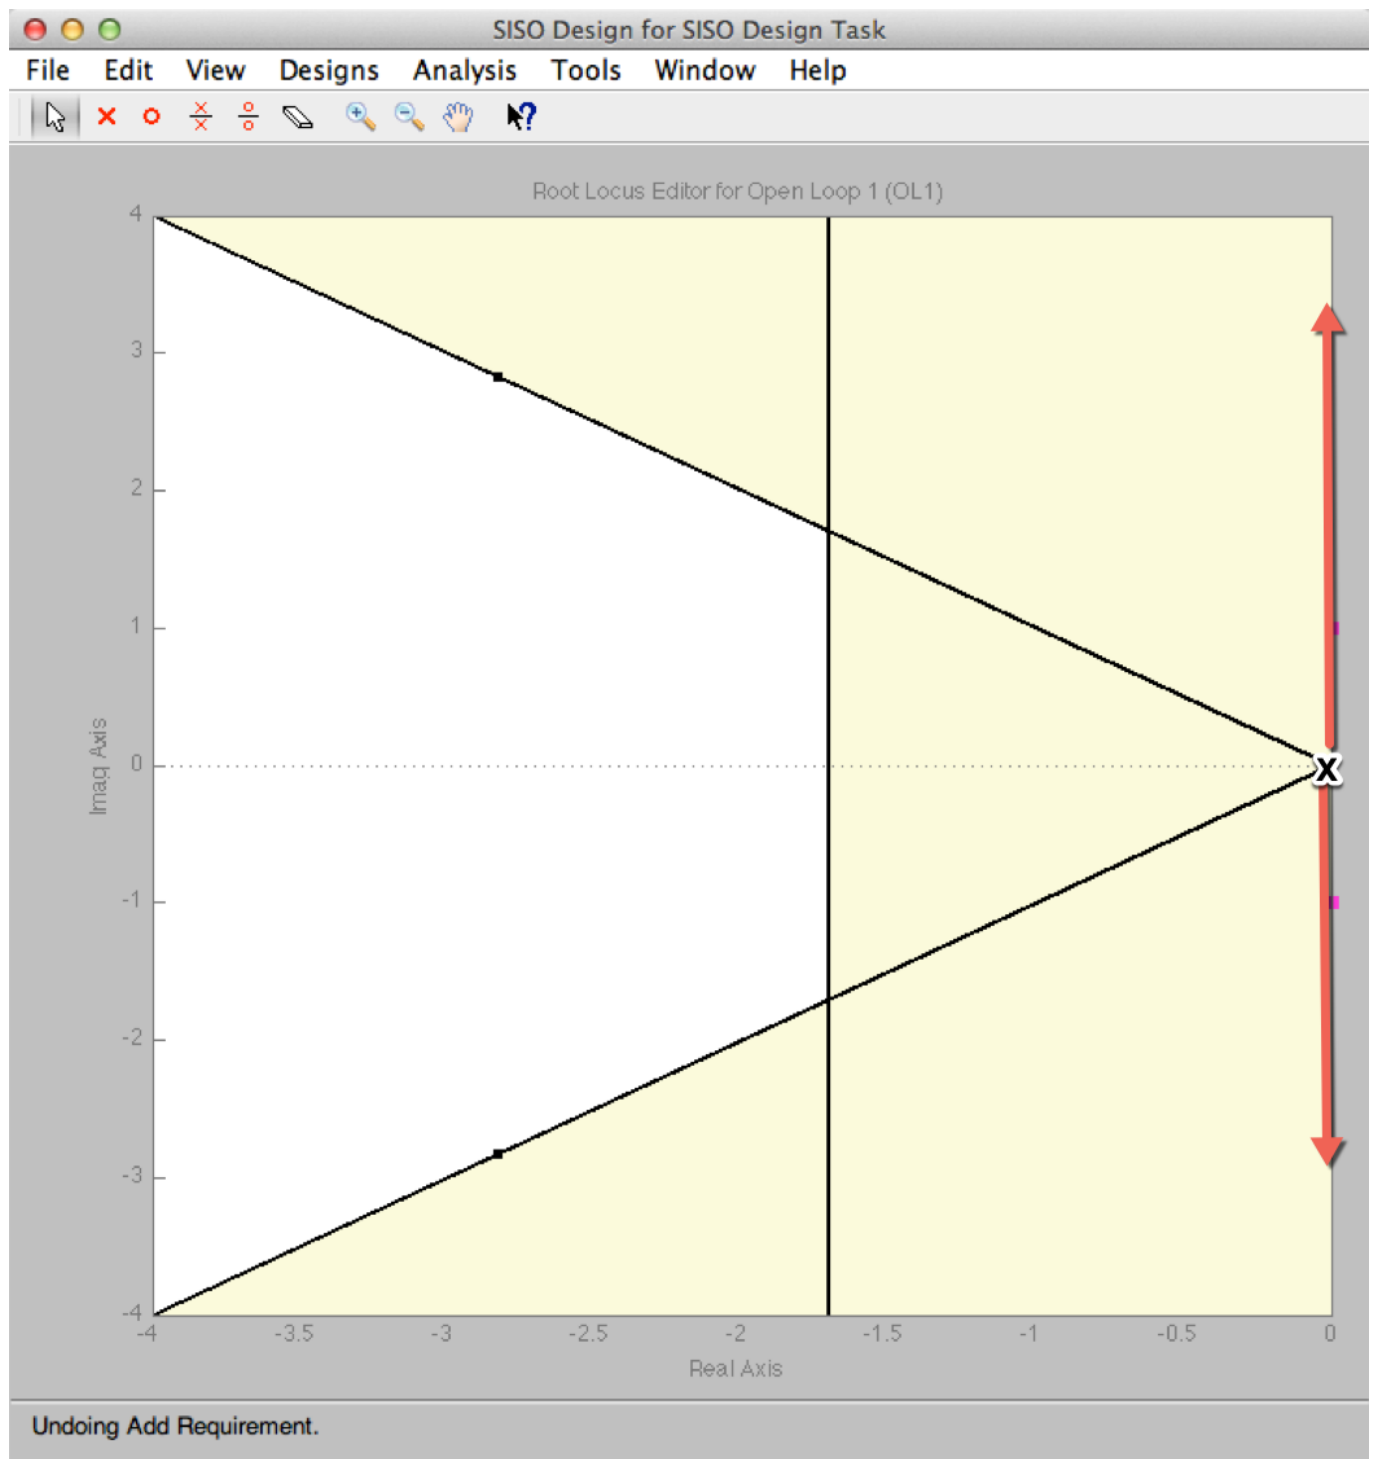 SISO Design for SISO Design Task
File Edit View Designs Analysis Tools Window Help
Root Locus Editor for Open Loop 1 (OL1)
4
3
2
1
0
-1
-2
-3
-4
Imag Axis
X
-4 -3.5 -3 -2.5 -2 -1.5 -1 -0.5 0
Real Axis
Undoing Add Requirement.